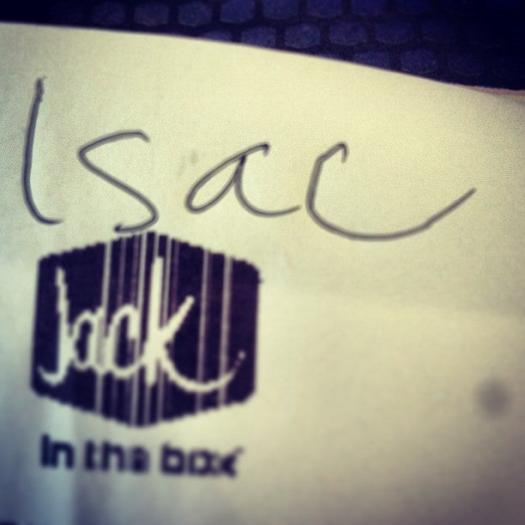 Isac
Jack
in the box